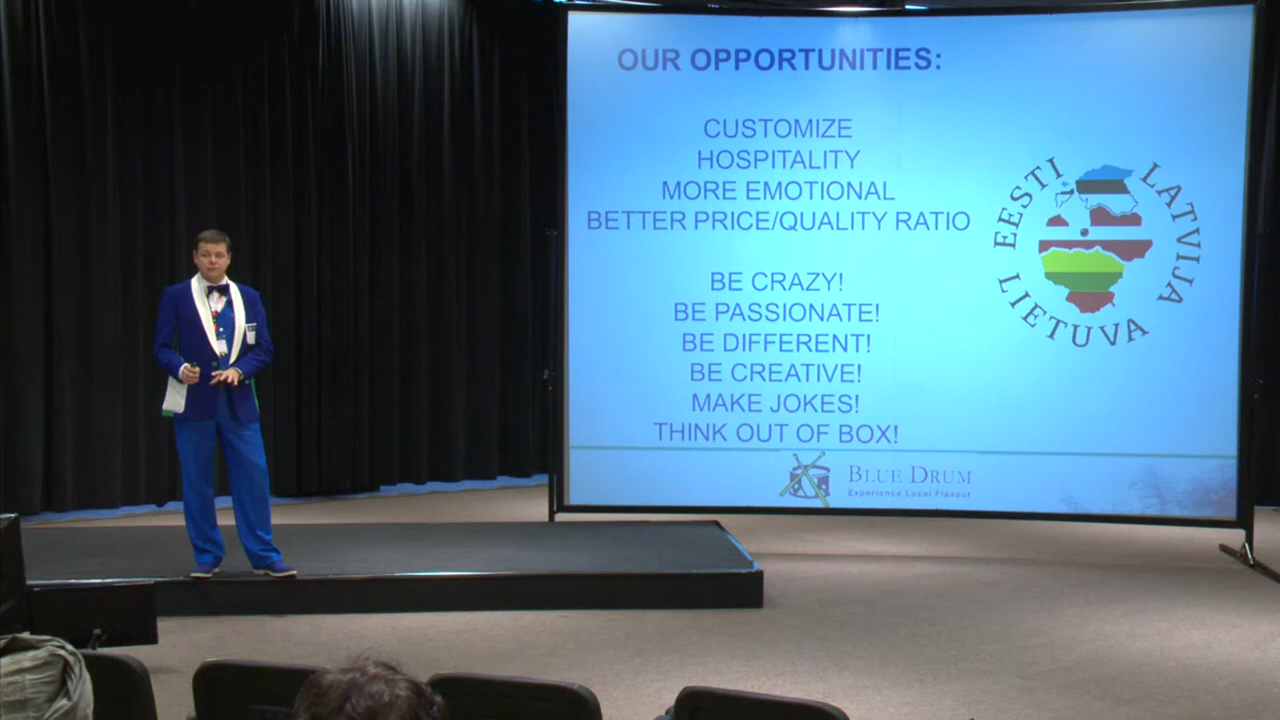 OUR OPPORTUNITIES:
CUSTOMIZE
HOSPITALITY
MORE EMOTIONAL
BETTER PRICE/QUALITY RATIO
BE CRAZY!
BE PASSIONATE!
BE DIFFERENT!
BE CREATIVE!
MAKE JOKES!
THINK OUT OF BOX!
EESTI
LATVIJA
LIETUVA
BLUE DRUM
Experience Local Flavour